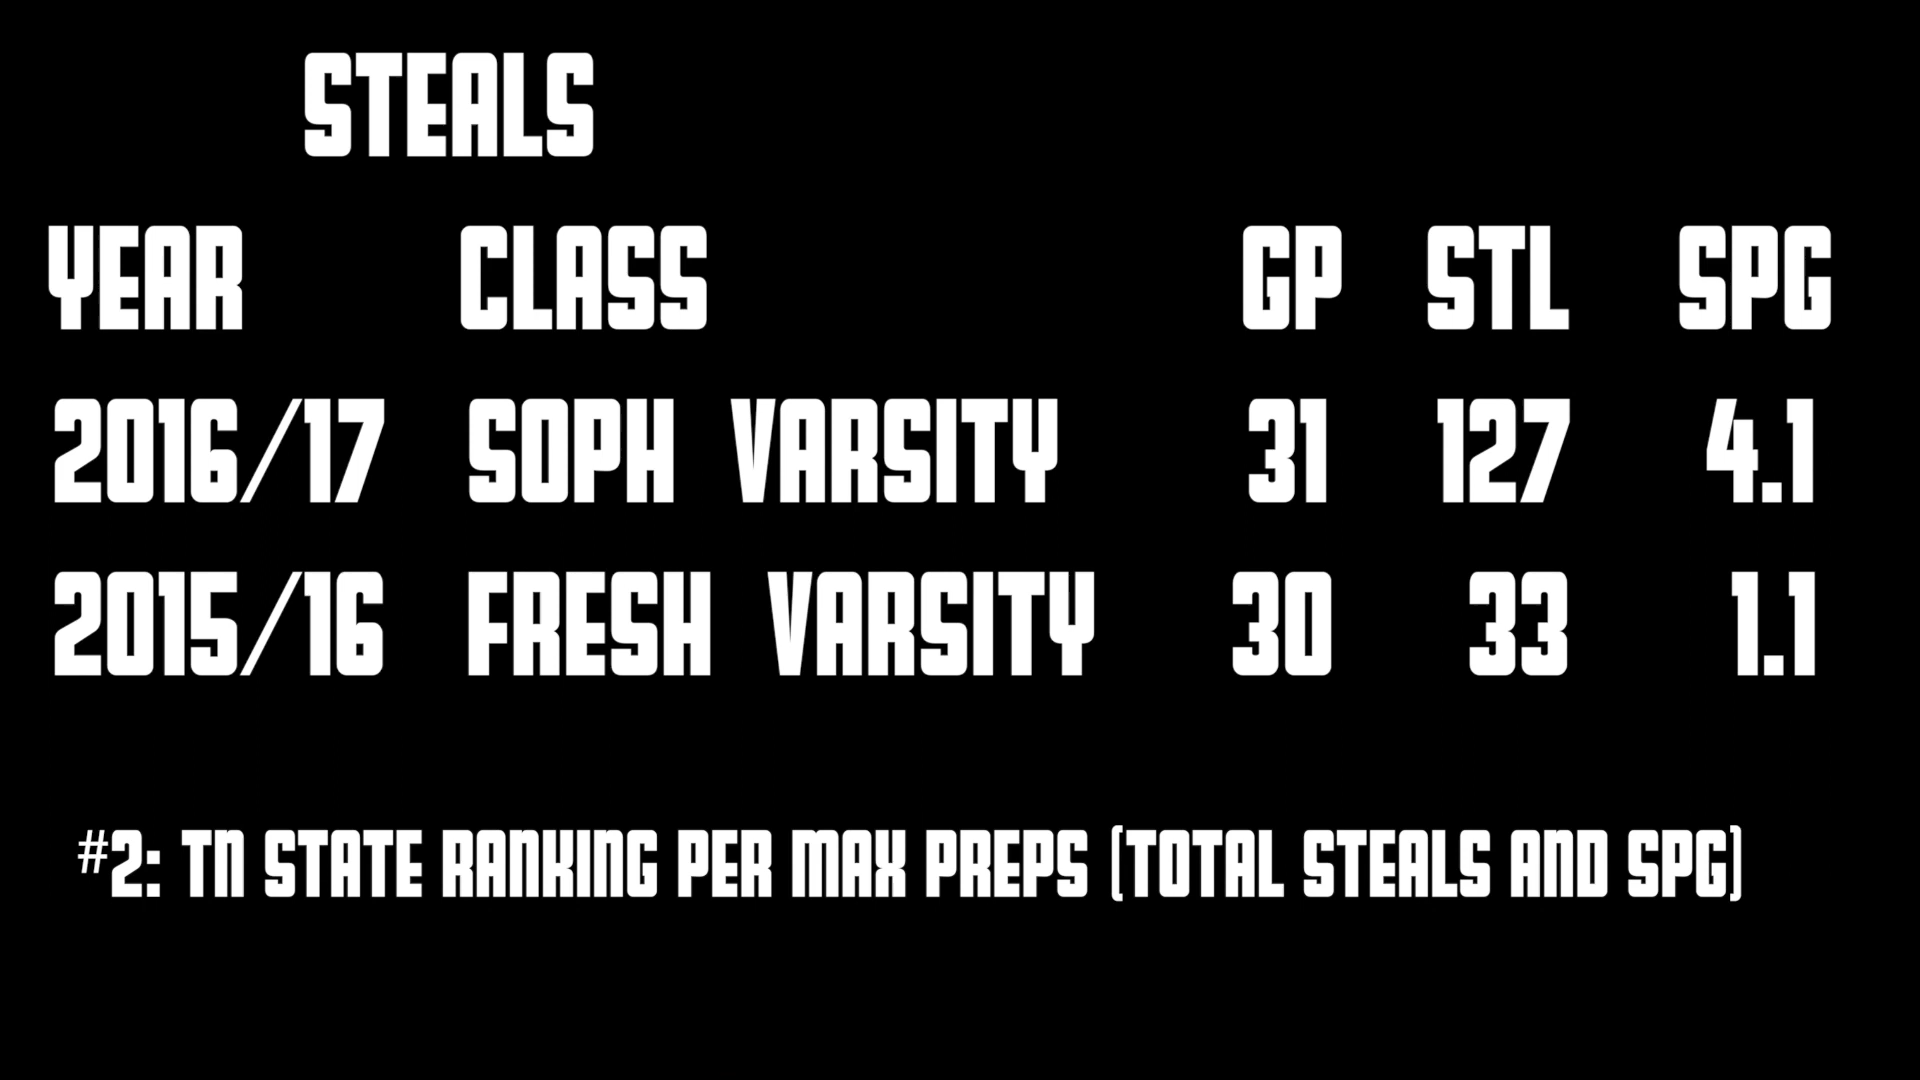 STEALS
YEAR CLASS GP STL SPG
2016/17 SOPH VARSITY 31 127 4.1
2015/16 FRESH VARSITY 30 33 1.1
#2: TN STATE RANKING PER MAX PREPS (TOTAL STEALS AND SPG)